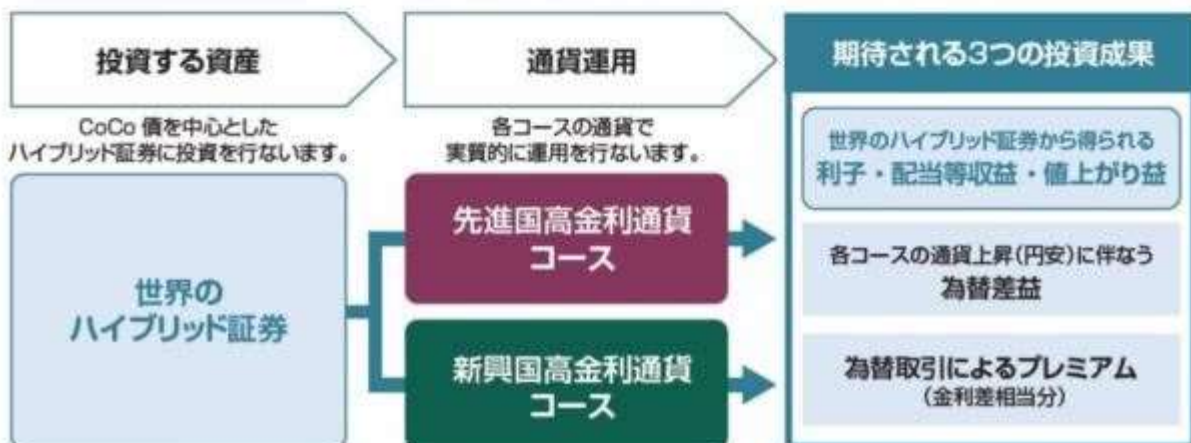 投資する資産
CoCo 債を中心とした
ハイブリッド証券に投資を行ないます。
世界の
ハイブリッド証券
通貨運用
各コースの通貨で
実質的に運用を行ないます。
先進国高金利通貨
コース
新興国高金利通貨
コース
期待される3つの投資成果
世界のハイブリッド証券から得られる
利子・配当等収益・値上がり益
各コースの通貨上昇(円安)に伴なう
為替差益
為替取引によるプレミアム
(金利差相当分)